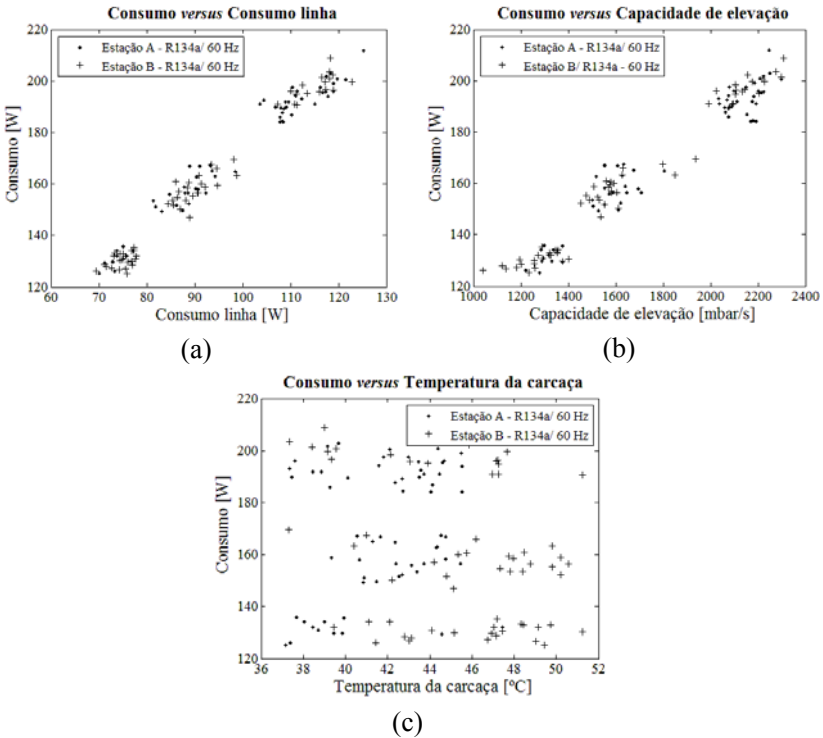 Consumo versus Consumo linha
Estação A - R134a/ 60 Hz
Estação B - R134a/ 60 Hz
Consumo [W]
220
200
180
160
140
120
60 70 80 90 100 110 120 130
Consumo linha [W]
(a)
Consumo versus Capacidade de elevação
Estação A - R134a/ 60 Hz
Estação B/ R134a - 60 Hz
Consumo [W]
220
200
180
160
140
120
1000 1200 1400 1600 1800 2000 2200 2400
Capacidade de elevação [mbar/s]
(b)
Consumo versus Temperatura da carcaça
Estação A - R134a/ 60 Hz
Estação B - R134a/ 60 Hz
Consumo [W]
220
200
180
160
140
120
36 38 40 42 44 46 48 50 52
Temperatura da carcaça [ºC]
(c)